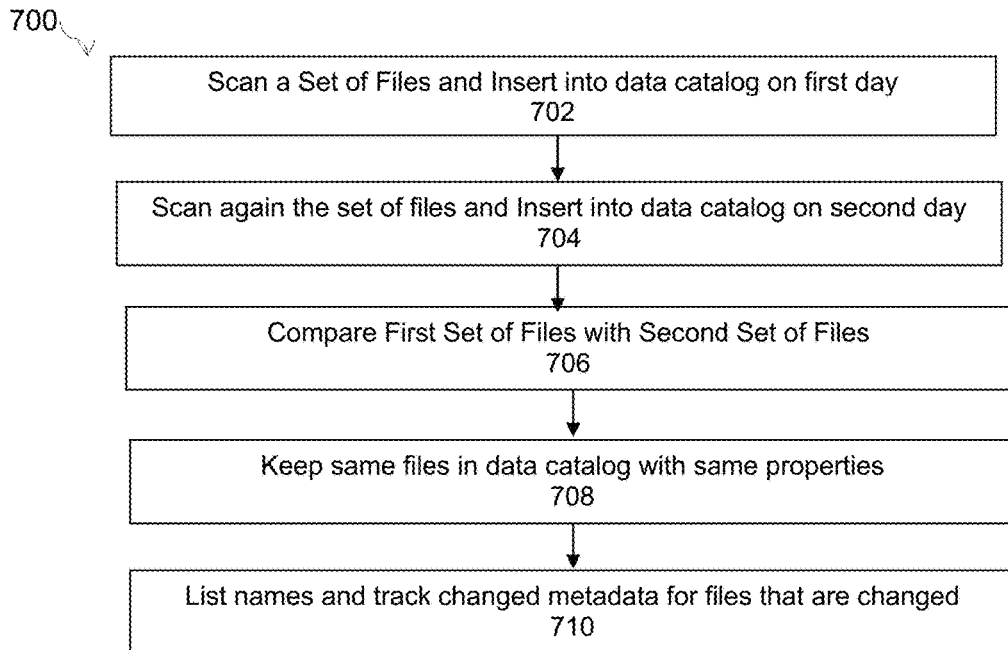 700
Scan a Set of Files and Insert into data catalog on first day
702
Scan again the set of files and Insert into data catalog on second day
704
Compare First Set of Files with Second Set of Files
706
Keep same files in data catalog with same properties
708
List names and track changed metadata for files that are changed
710